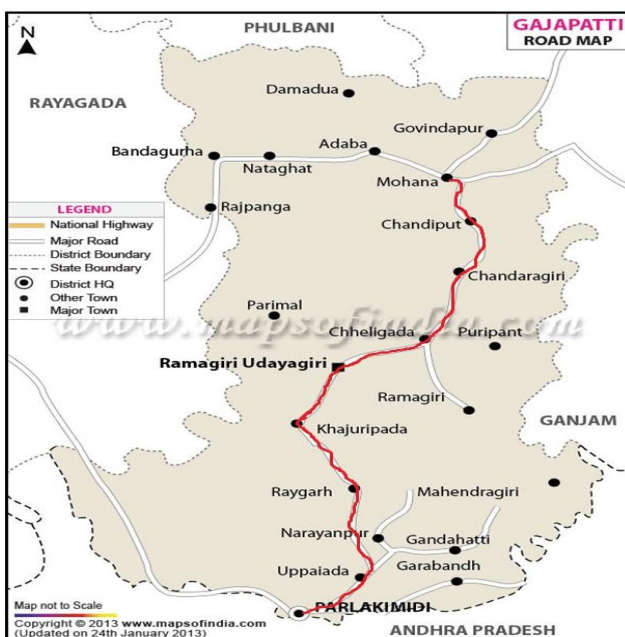 PHULBANI
GAJAPATTI
ROAD MAP
N
RAYAGADA
Damadua
Govindapur
Adaba
Bandagurha
Nataghat
Mohana
Rajpanga
Chandiput
LEGEND
National Highway
Major Road
District Boundary
State Boundary
District HQ
Other Town
Major Town
Chandaragiri
Parimal
www.mapsofindia.com
Chheligada
Puripant
Ramagiri Udayagiri
Ramagiri
GANJAM
Khajuripada
Raygarh
Mahendragiri
Narayanpur
Gandahatti
Uppaiada
Garabandh
PARLAKIMIDI
Map not to Scale
Copyright © 2013 www.mapsofindia.com
(Updated on 24th January 2013)
ANDHRA PRADESH